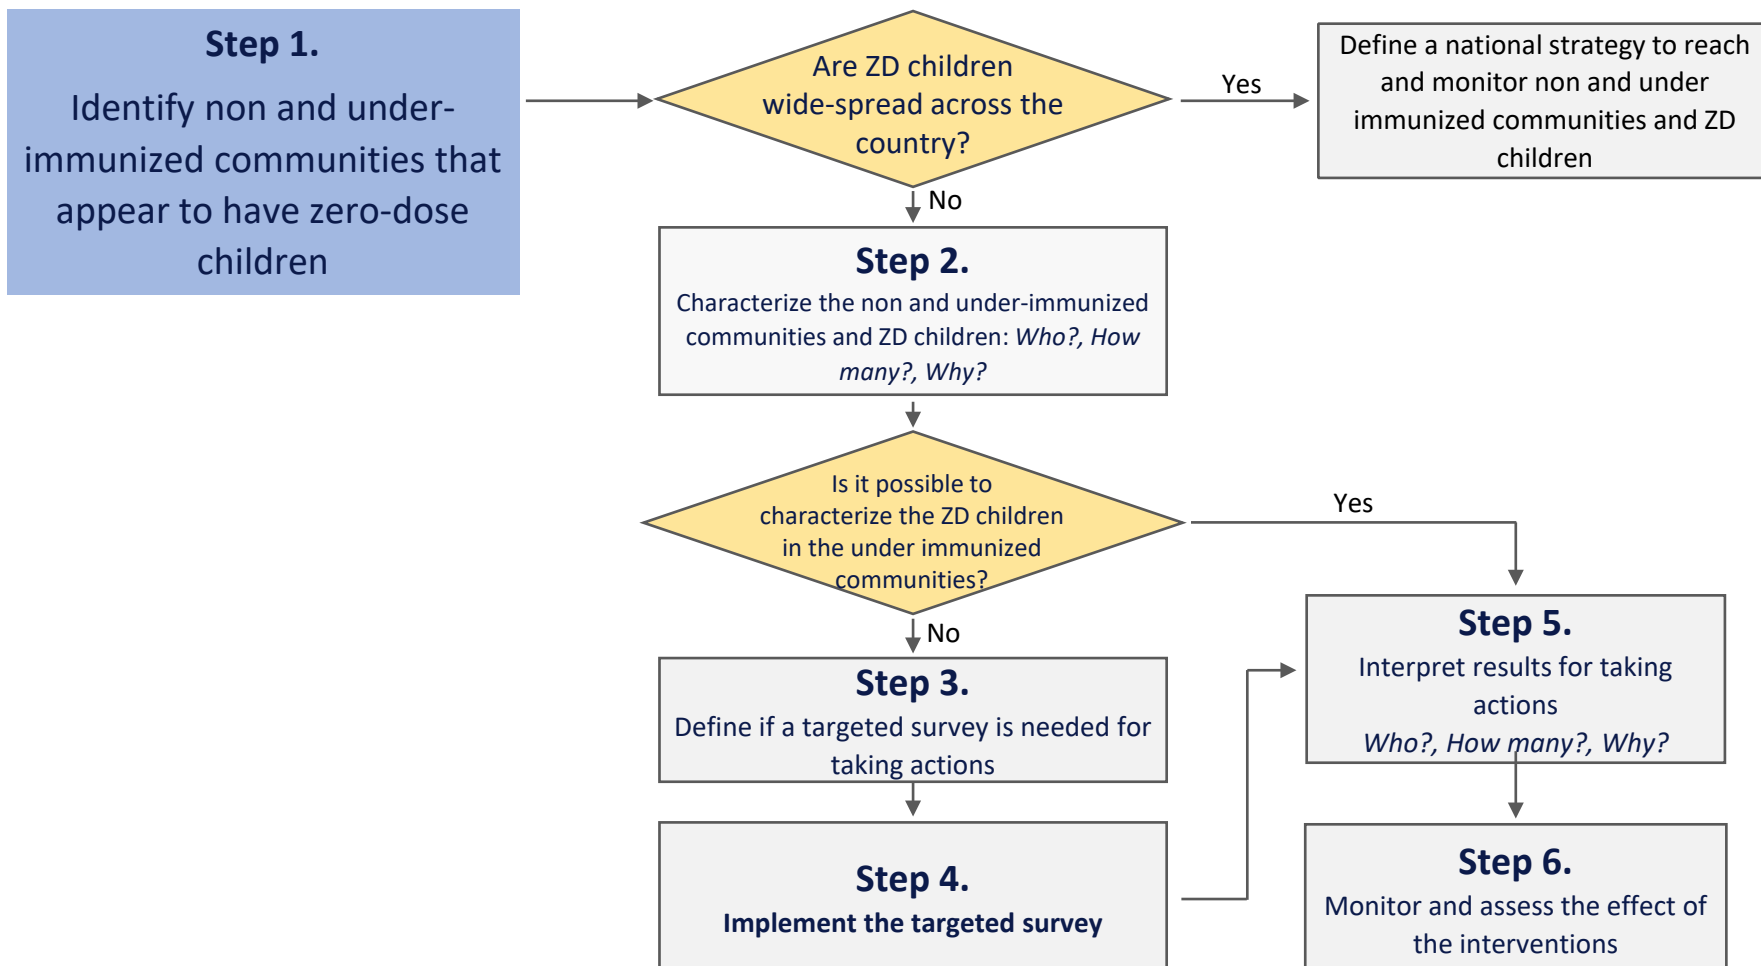 Step 1.
Identify non and under-
immunized communities that
appear to have zero-dose
children
Are ZD children
wide-spread across the
country?
Yes
Define a national strategy to reach
and monitor non and under
immunized communities and ZD
children
No
Step 2.
Characterize the non and under-immunized
communities and ZD children: Who?, How
many?, Why?
Is it possible to
characterize the ZD children
in the under immunized
communities?
Yes
No
Step 3.
Define if a targeted survey is needed for
taking actions
Step 4.
Implement the targeted survey
Step 5.
Interpret results for taking
actions
Who?, How many?, Why?
Step 6.
Monitor and assess the effect of
the interventions